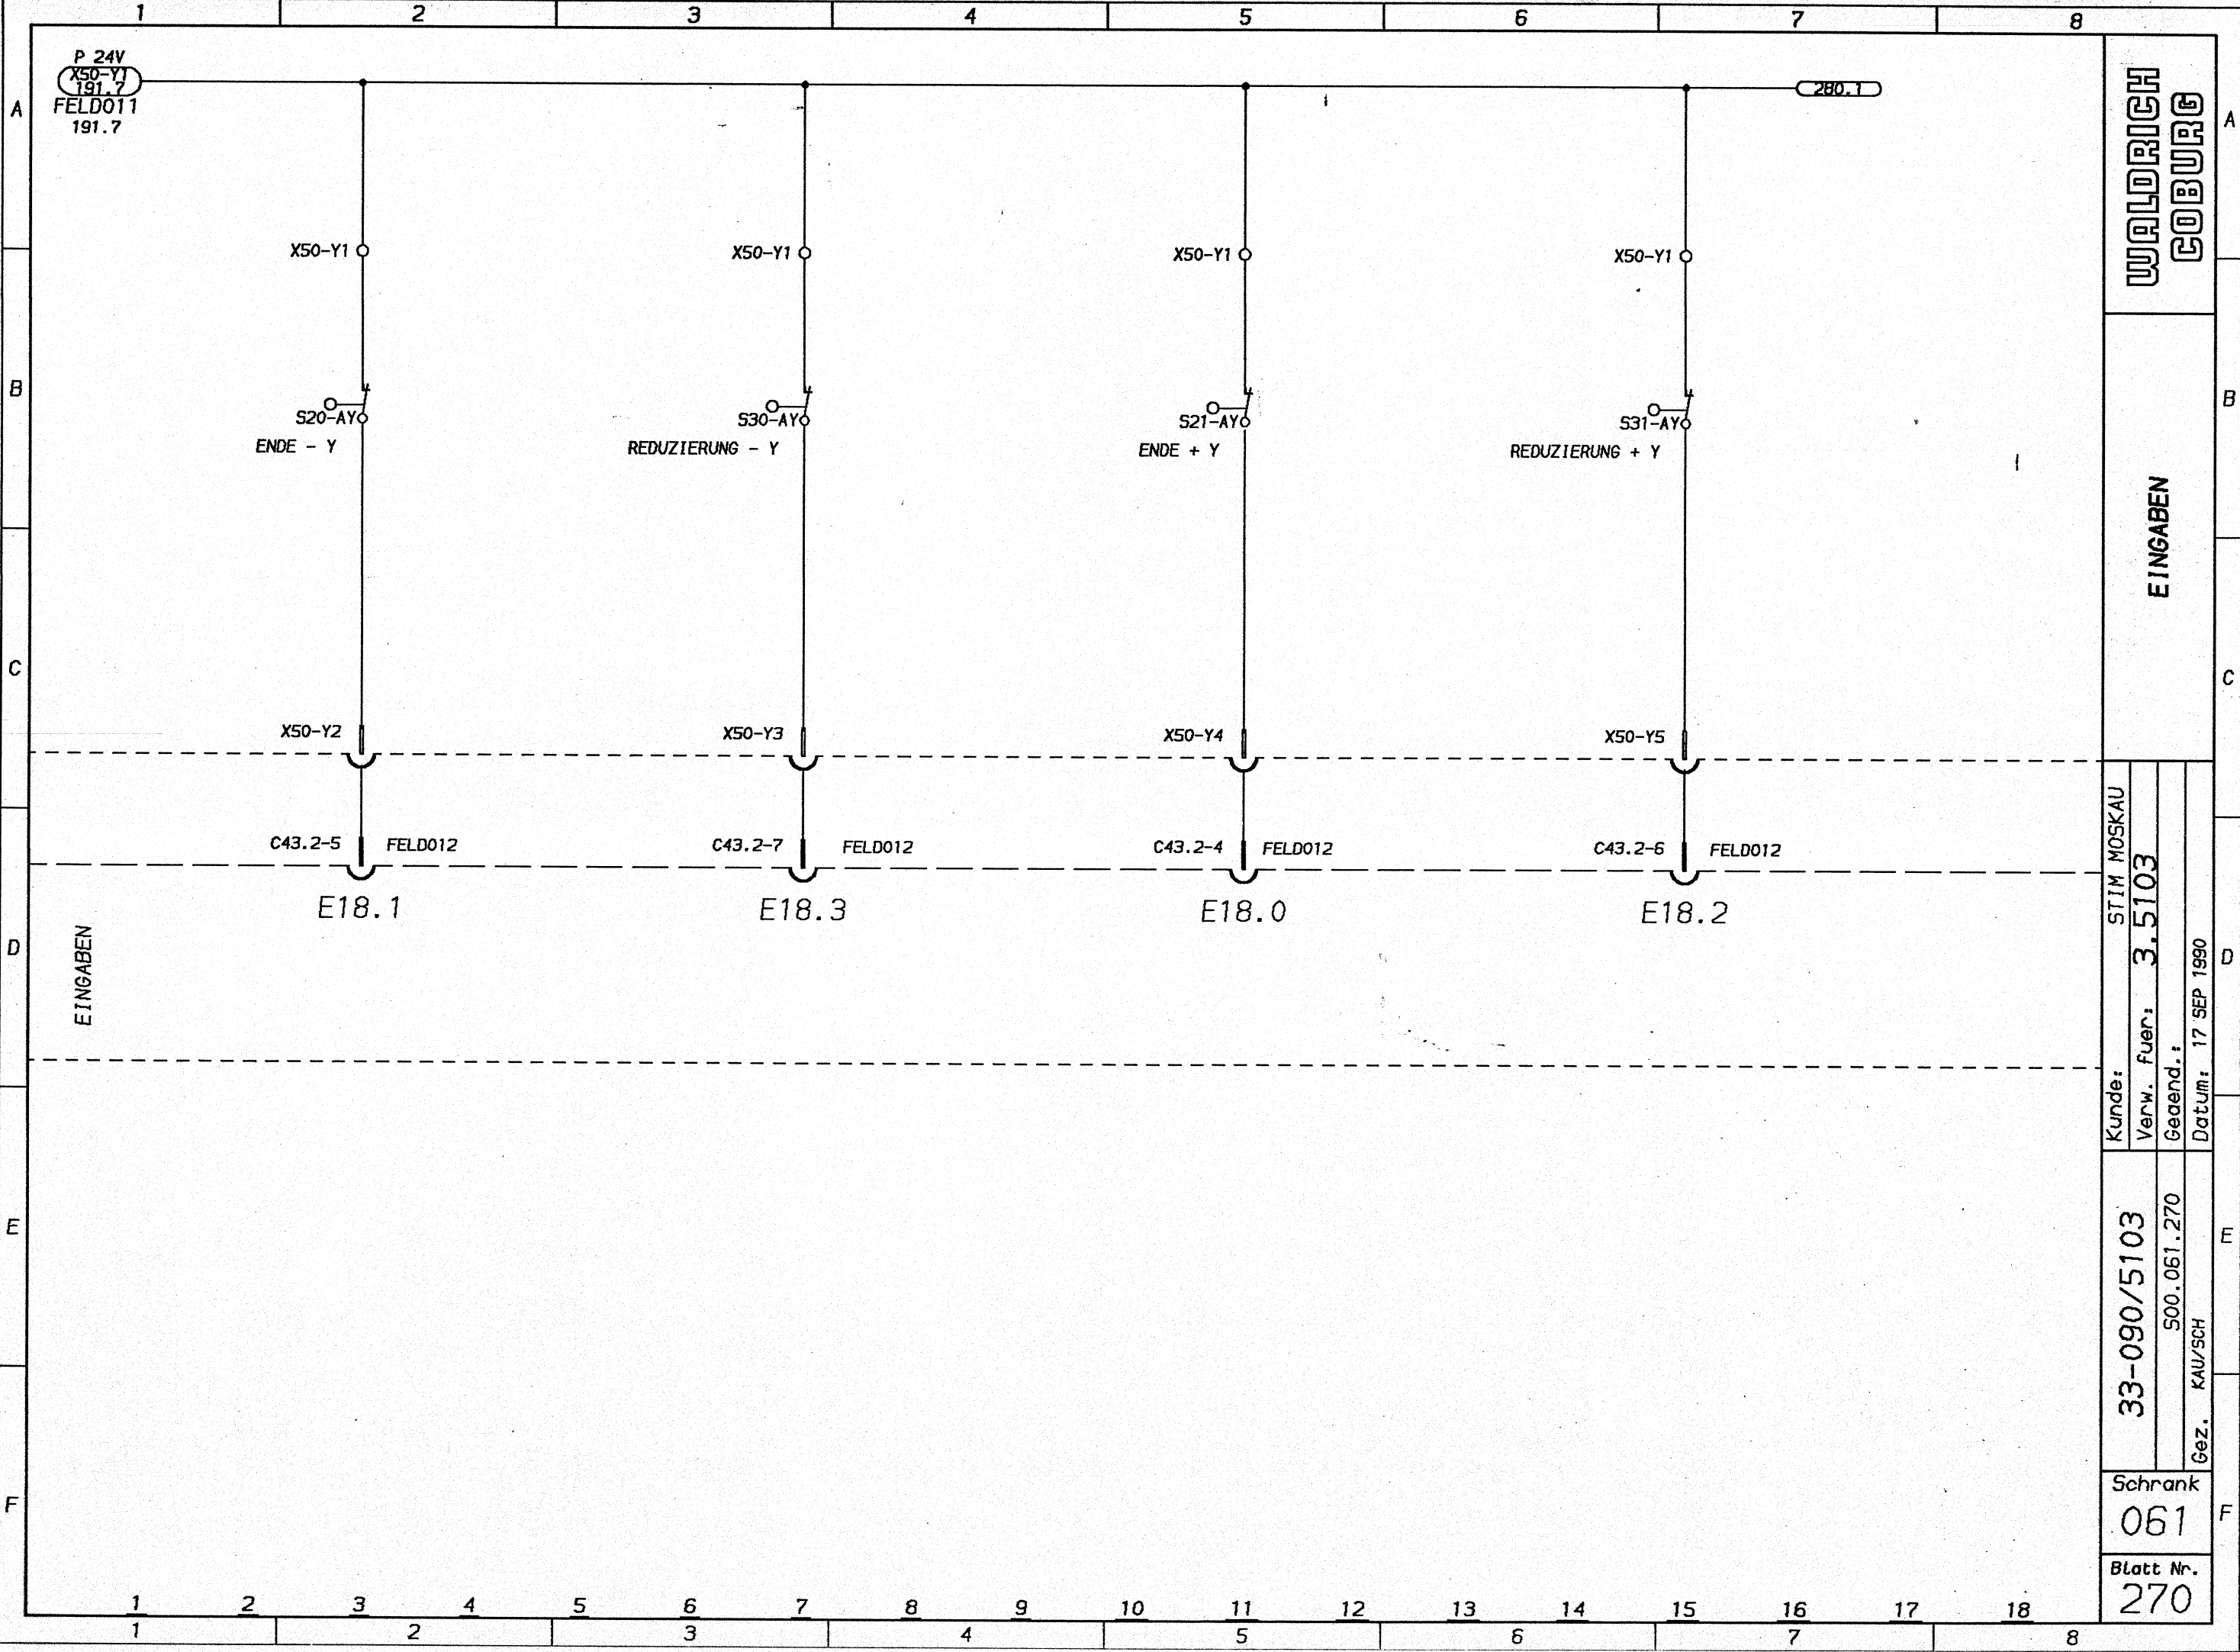 1 2 3 4 5 6 7 8
P 24V
X50-Y1
191.7
FELD011
191.7
280.1
A A
X50-Y1 X50-Y1 X50-Y1 X50-Y1
B B
S20-AY S30-AY S21-AY S31-AY
ENDE - Y REDUZIERUNG - Y ENDE + Y REDUZIERUNG + Y
C C
X50-Y2 X50-Y3 X50-Y4 X50-Y5
C43.2-5 FELD012 C43.2-7 FELD012 C43.2-4 FELD012 C43.2-6 FELD012
E18.1 E18.3 E18.0 E18.2
D D
EINGABEN
E E
F F
1 2 3 4 5 6 7 8 9 10 11 12 13 14 15 16 17 18
1 2 3 4 5 6 7 8
WALDRICH
COBURG
EINGABEN
Kunde: STIM MOSKAU
Verw. fuer: 3.5103
Geaend.:
Datum: 17 SEP 1990
33-090/5103
S00.061.270
Gez. KAU/SCH
Schrank
061
Blatt Nr.
270